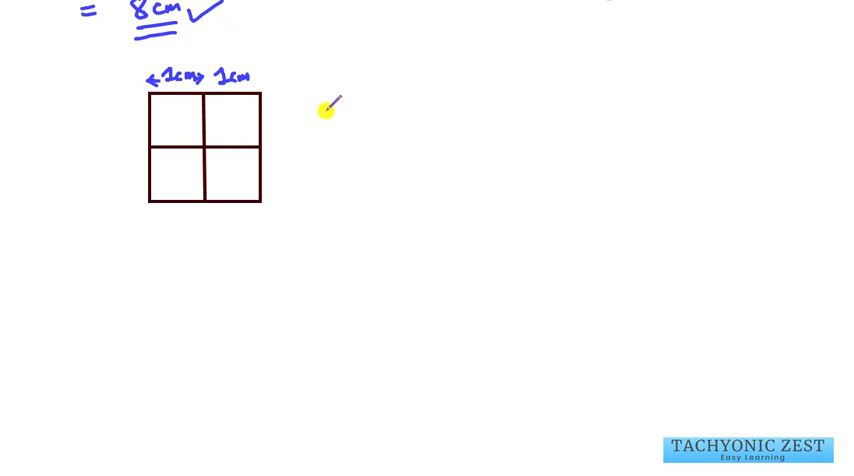 = 8cm ✓
1cm 1cm
TACHYONIC ZEST
Easy Learning